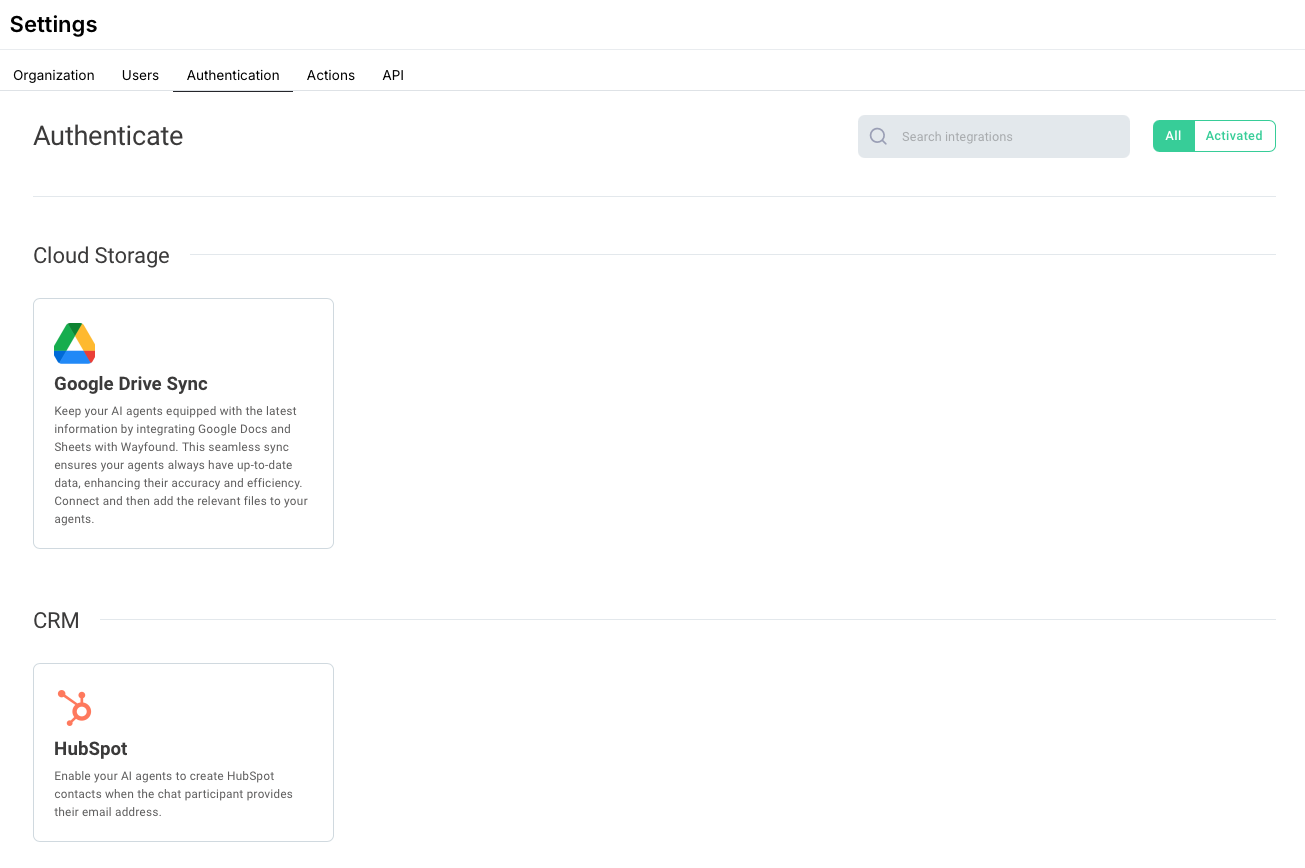 Settings
Organization Users Authentication Actions API
Authenticate
Search integrations
All Activated
Cloud Storage
Google Drive Sync
Keep your AI agents equipped with the latest
information by integrating Google Docs and
Sheets with Wayfound. This seamless sync
ensures your agents always have up-to-date
data, enhancing their accuracy and efficiency.
Connect and then add the relevant files to your
agents.
CRM
HubSpot
Enable your AI agents to create HubSpot
contacts when the chat participant provides
their email address.